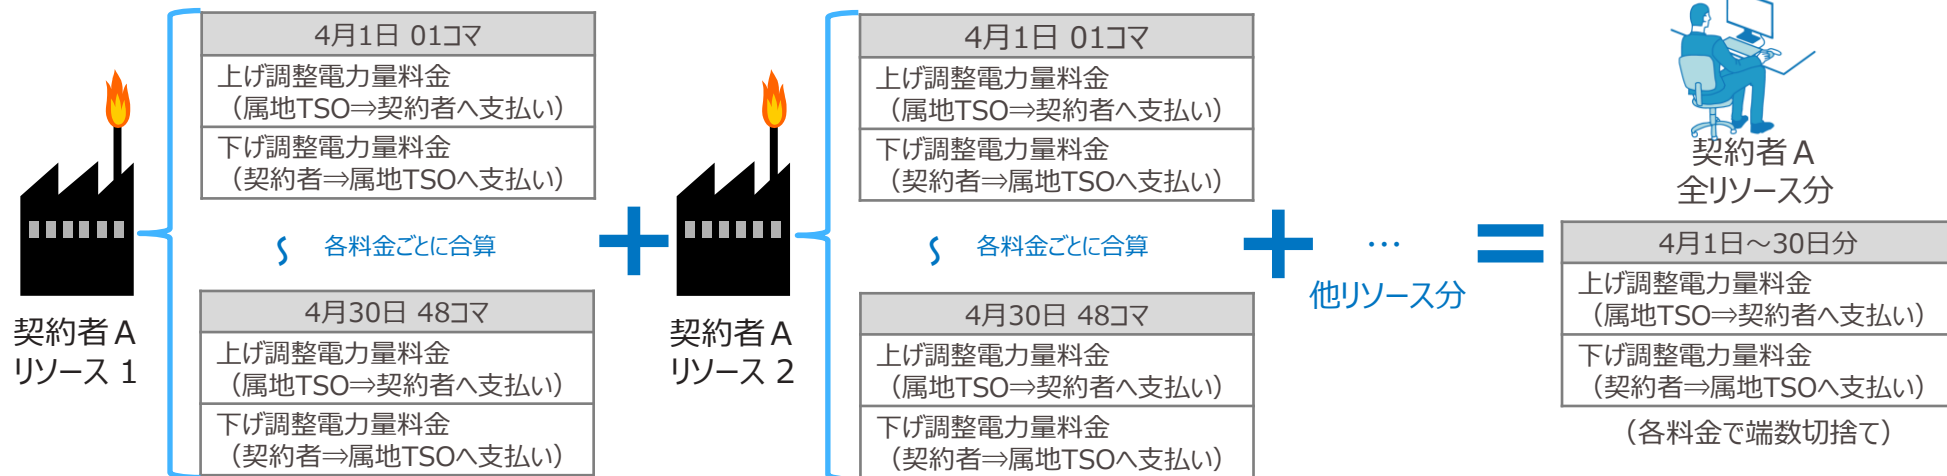 4月1日 01コマ
上げ調整電力量料金
（属地TSO⇒契約者へ支払い）
下げ調整電力量料金
（契約者⇒属地TSOへ支払い）
各料金ごとに合算
4月30日 48コマ
上げ調整電力量料金
（属地TSO⇒契約者へ支払い）
下げ調整電力量料金
（契約者⇒属地TSOへ支払い）
契約者A
リソース 1
+
4月1日 01コマ
上げ調整電力量料金
（属地TSO⇒契約者へ支払い）
下げ調整電力量料金
（契約者⇒属地TSOへ支払い）
各料金ごとに合算
4月30日 48コマ
上げ調整電力量料金
（属地TSO⇒契約者へ支払い）
下げ調整電力量料金
（契約者⇒属地TSOへ支払い）
契約者A
リソース 2
+
…
他リソース分
=
契約者A
全リソース分
4月1日～30日分
上げ調整電力量料金
（属地TSO⇒契約者へ支払い）
下げ調整電力量料金
（契約者⇒属地TSOへ支払い）
（各料金で端数切捨て）